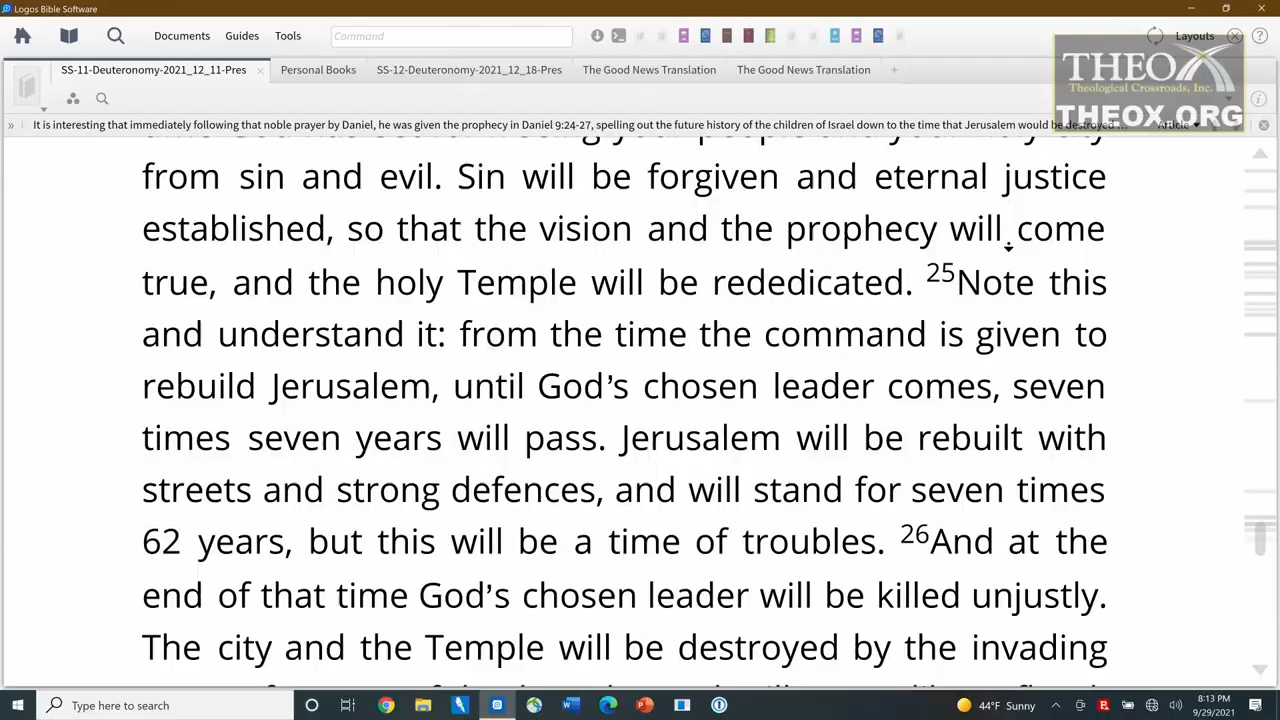 Logos Bible Software
Documents Guides Tools Command Layouts
SS-11-Deuteronomy-2021_12_11-Pres Personal Books SS-12-Deuteronomy-2021_12_18-Pres The Good News Translation The Good News Translation
THEOX
Theological Crossroads, Inc.
THEOX.ORG
It is interesting that immediately following that noble prayer by Daniel, he was given the prophecy in Daniel 9:24-27, spelling out the future history of the children of Israel down to the time that Jerusalem would be destroyed... Article
from sin and evil. Sin will be forgiven and eternal justice
established, so that the vision and the prophecy will come
true, and the holy Temple will be rededicated. 25Note this
and understand it: from the time the command is given to
rebuild Jerusalem, until God’s chosen leader comes, seven
times seven years will pass. Jerusalem will be rebuilt with
streets and strong defences, and will stand for seven times
62 years, but this will be a time of troubles. 26And at the
end of that time God’s chosen leader will be killed unjustly.
The city and the Temple will be destroyed by the invading
Type here to search 44°F Sunny 8:13 PM
9/29/2021